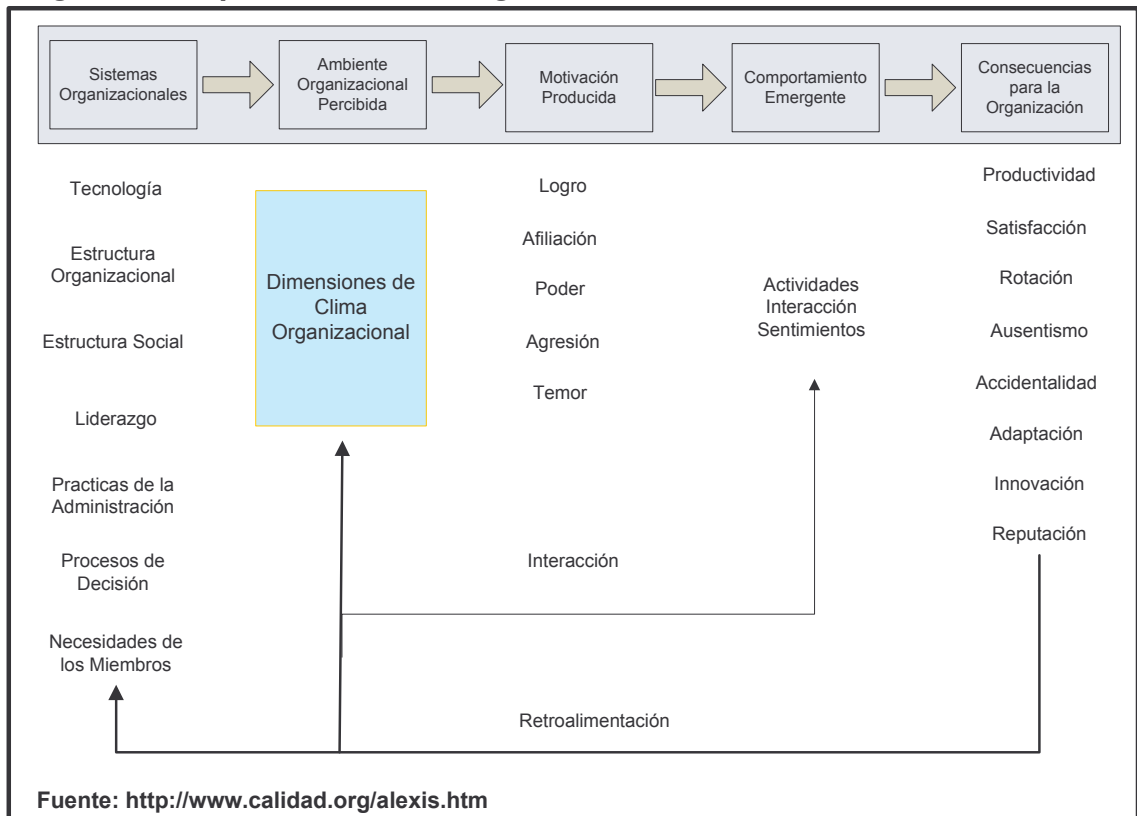 Sistemas
Organizacionales
Ambiente
Organizacional
Percibida
Motivación
Producida
Comportamiento
Emergente
Consecuencias
para la
Organización
Tecnología
Estructura
Organizacional
Estructura Social
Liderazgo
Practicas de la
Administración
Procesos de
Decisión
Necesidades de
los Miembros
Dimensiones de
Clima
Organizacional
Logro
Afiliación
Poder
Agresión
Temor
Actividades
Interacción
Sentimientos
Productividad
Satisfacción
Rotación
Ausentismo
Accidentalidad
Adaptación
Innovación
Reputación
Interacción
Retroalimentación
Fuente: http://www.calidad.org/alexis.htm